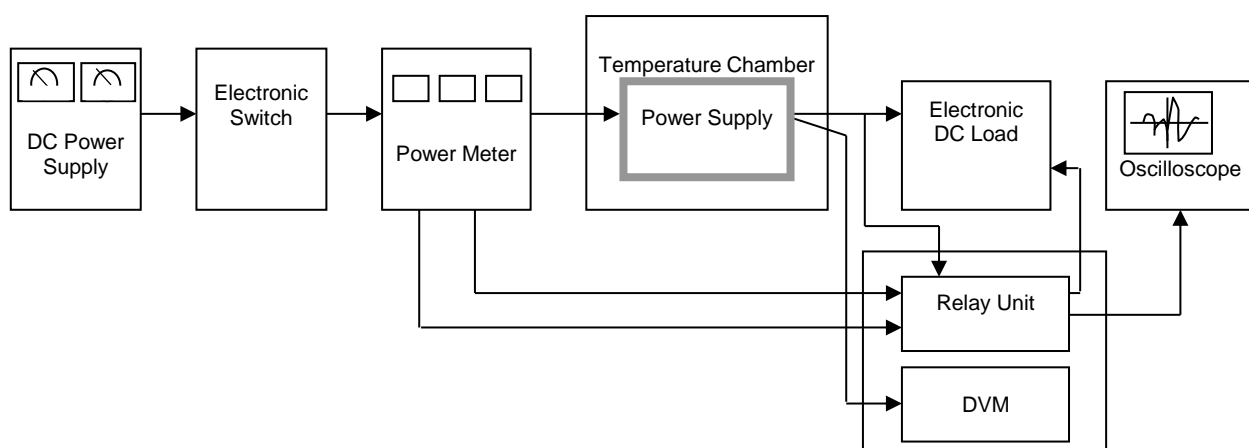 DC Power
Supply
Electronic
Switch
Power Meter
Temperature Chamber
Power Supply
Electronic
DC Load
Oscilloscope
Relay Unit
DVM